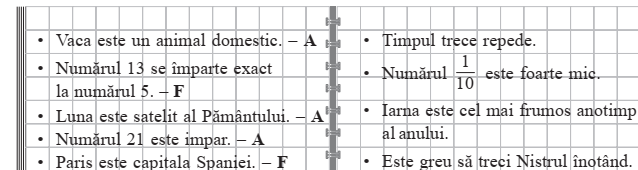 • Vaca este un animal domestic. – A
• Numărul 13 se împarte exact
la numărul 5. – F
• Luna este satelit al Pământului. – A
• Numărul 21 este impar. – A
• Paris este capitala Spaniei. – F
• Timpul trece repede.
• Numărul 1/10 este foarte mic.
• Iarna este cel mai frumos anotimp
al anului.
• Este greu să treci Nistrul înotând.